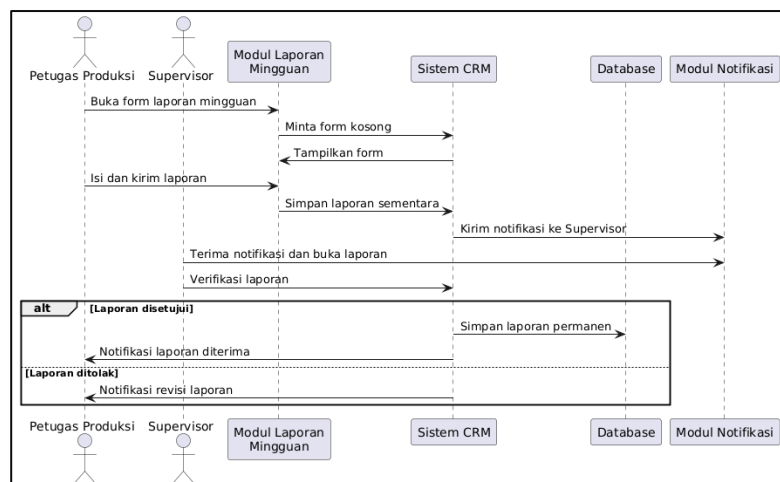 Petugas Produksi
Supervisor
Modul Laporan
Mingguan
Sistem CRM
Database
Modul Notifikasi
Buka form laporan mingguan
Minta form kosong
Tampilkan form
Isi dan kirim laporan
Simpan laporan sementara
Kirim notifikasi ke Supervisor
Terima notifikasi dan buka laporan
Verifikasi laporan
alt
[Laporan disetujui]
Simpan laporan permanen
Notifikasi laporan diterima
[Laporan ditolak]
Notifikasi revisi laporan
Petugas Produksi
Supervisor
Modul Laporan
Mingguan
Sistem CRM
Database
Modul Notifikasi